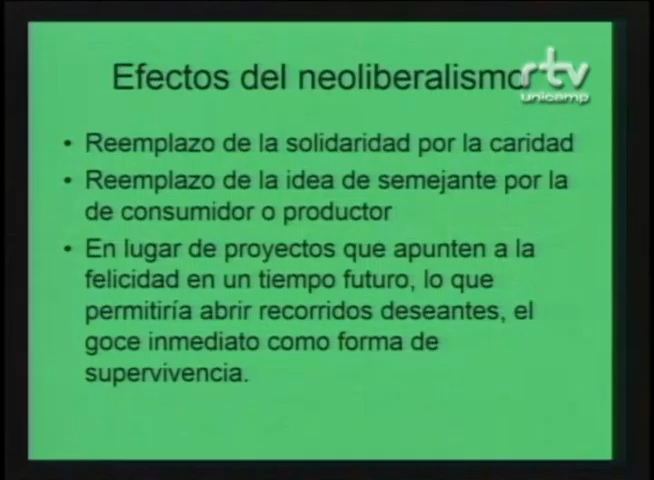 Efectos del neoliberalismo
rtv
unicamp
• Reemplazo de la solidaridad por la caridad
• Reemplazo de la idea de semejante por la
de consumidor o productor
• En lugar de proyectos que apunten a la
felicidad en un tiempo futuro, lo que
permitiría abrir recorridos deseantes, el
goce inmediato como forma de
supervivencia.